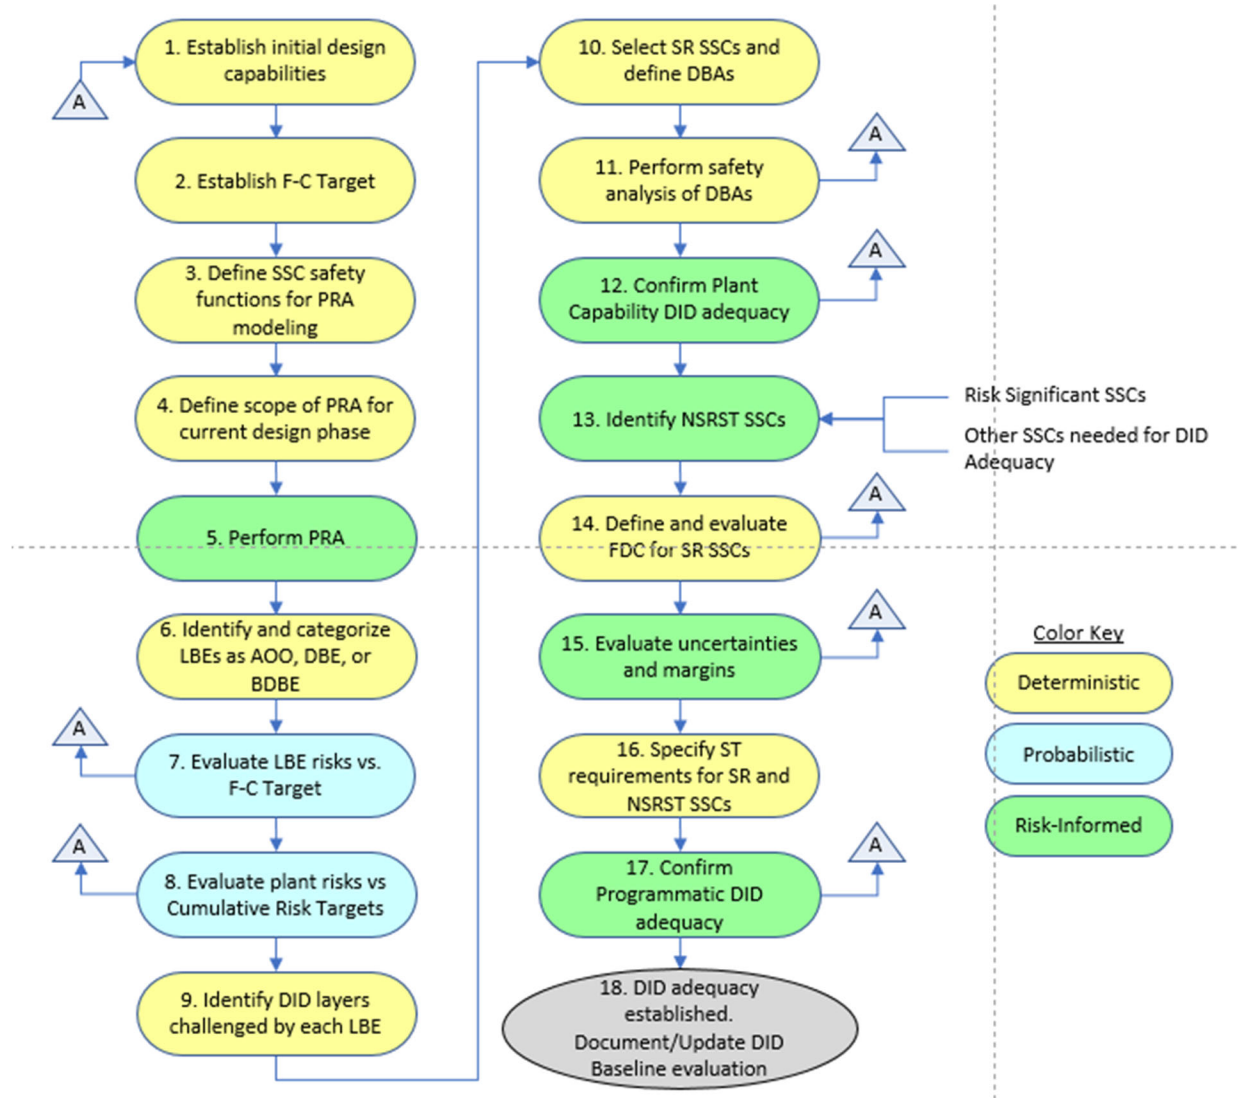 1. Establish initial design
capabilities
A
2. Establish F-C Target
3. Define SSC safety
functions for PRA
modeling
4. Define scope of PRA for
current design phase
5. Perform PRA
6. Identify and categorize
LBEs as AOO, DBE, or
BDBE
A
7. Evaluate LBE risks vs.
F-C Target
A
8. Evaluate plant risks vs
Cumulative Risk Targets
9. Identify DID layers
challenged by each LBE
10. Select SR SSCs and
define DBAs
A
11. Perform safety
analysis of DBAs
A
12. Confirm Plant
Capability DID adequacy
13. Identify NSRST SSCs
Risk Significant SSCs
Other SSCs needed for DID
Adequacy
A
14. Define and evaluate
FDC for SR SSCs
A
15. Evaluate uncertainties
and margins
16. Specify ST
requirements for SR and
NSRST SSCs
A
17. Confirm
Programmatic DID
adequacy
18. DID adequacy
established.
Document/Update DID
Baseline evaluation
Color Key
Deterministic
Probabilistic
Risk-Informed